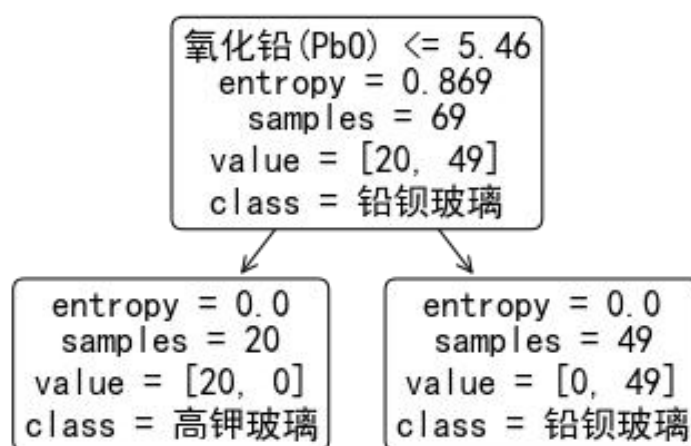 氧化铅(PbO) <= 5.46
entropy = 0.869
samples = 69
value = [20, 49]
class = 铅钡玻璃
entropy = 0.0
samples = 20
value = [20, 0]
class = 高钾玻璃
entropy = 0.0
samples = 49
value = [0, 49]
class = 铅钡玻璃